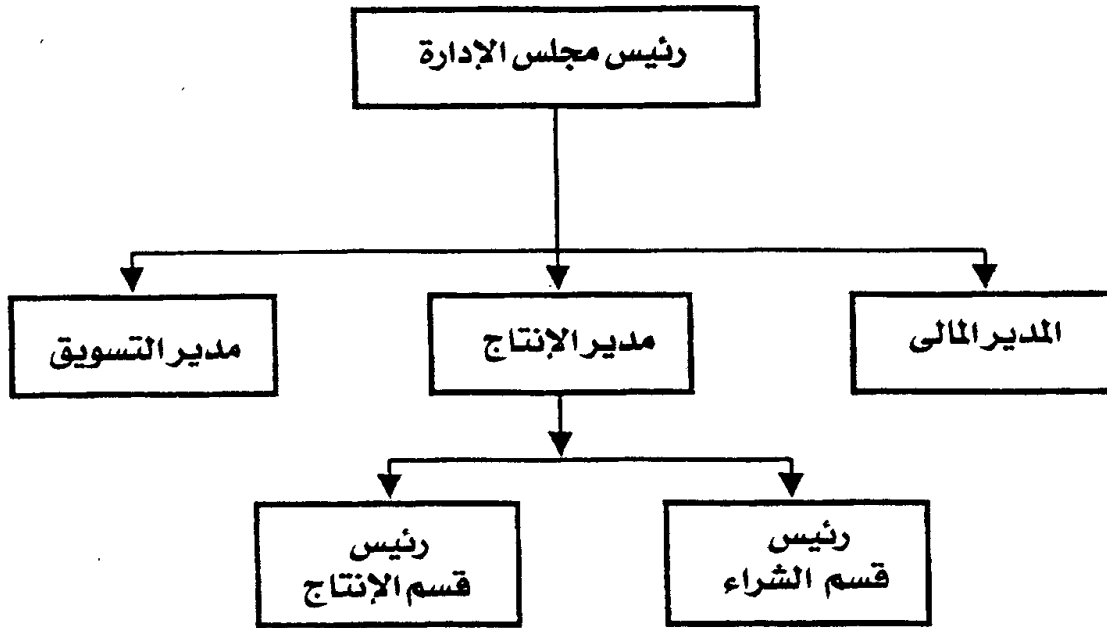 رئيس مجلس الإدارة
المدير المالى
مدير الإنتاج
مدير التسويق
رئيس
قسم الشراء
رئيس
قسم الإنتاج